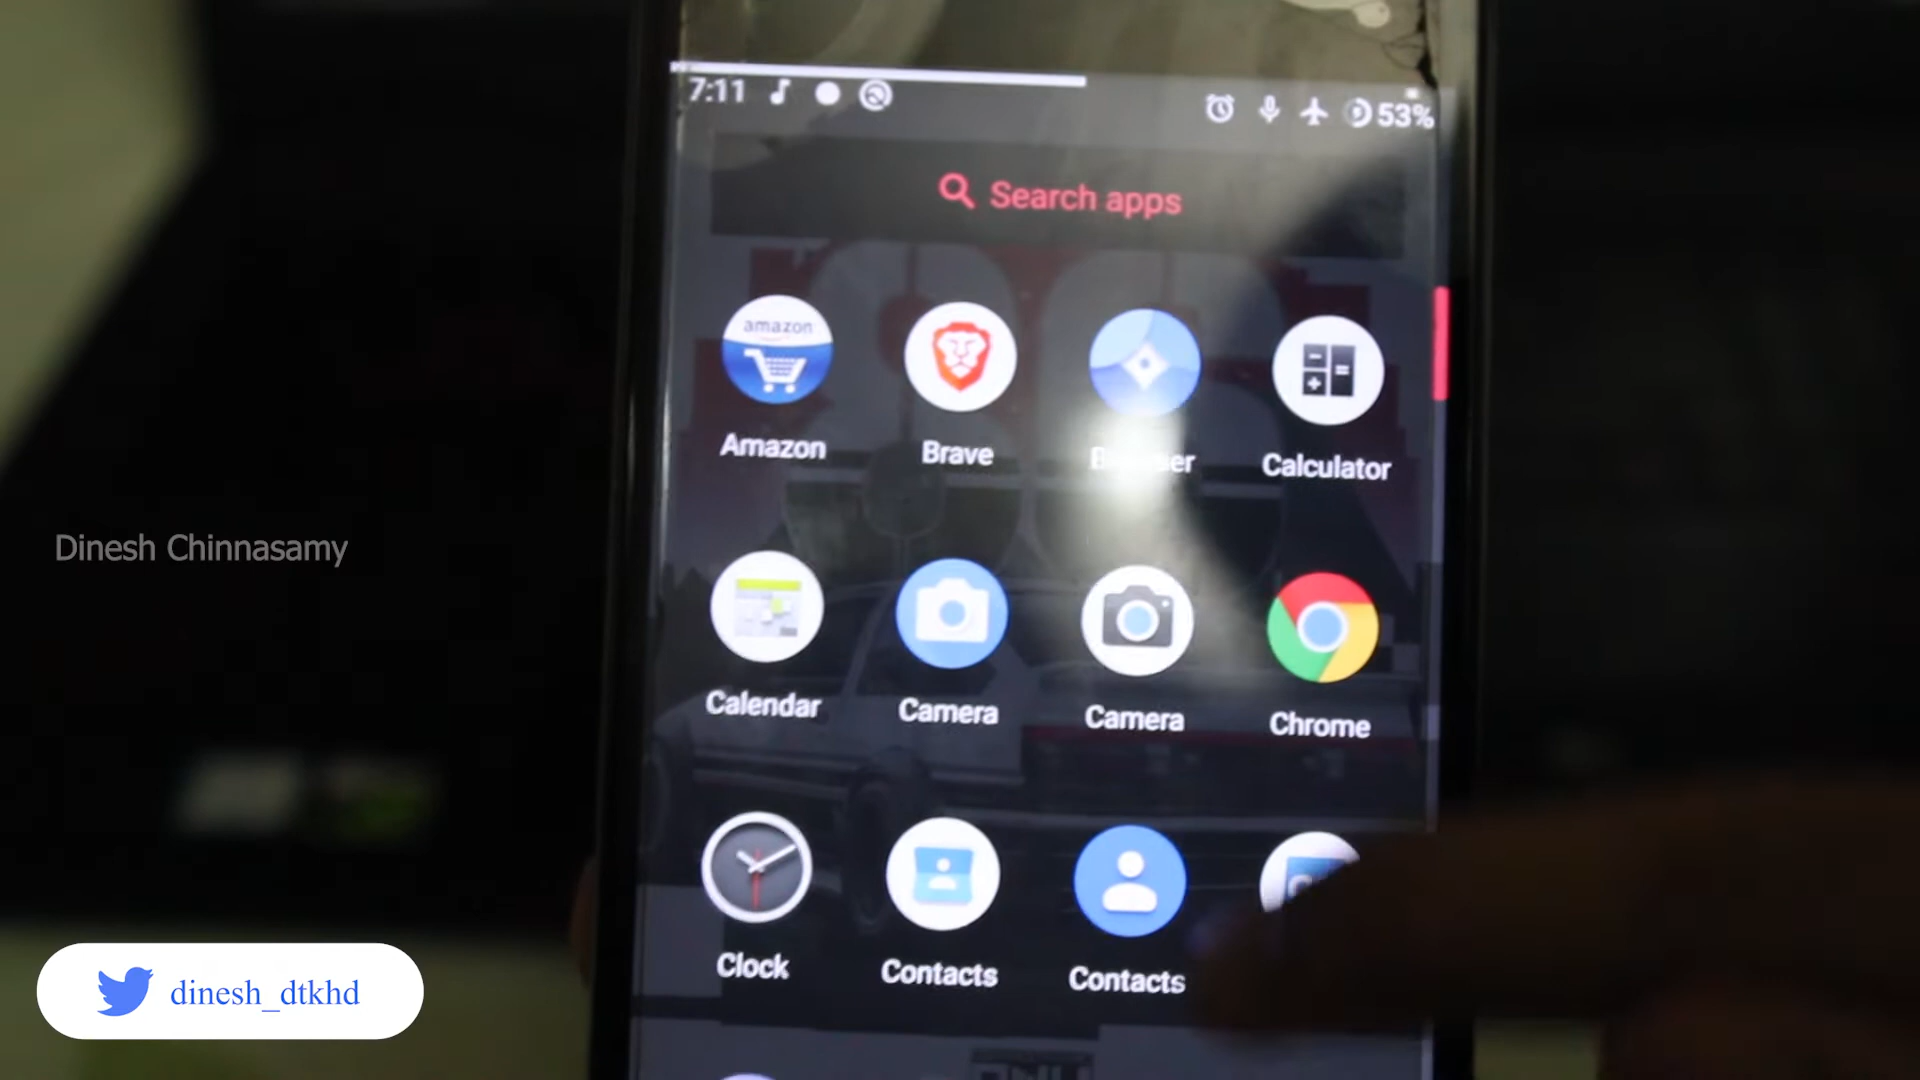 7:11 53%
Search apps
amazon
Amazon Brave Calculator
Calendar Camera Camera Chrome
Clock Contacts Contacts
Dinesh Chinnasamy
dinesh_dtkhd